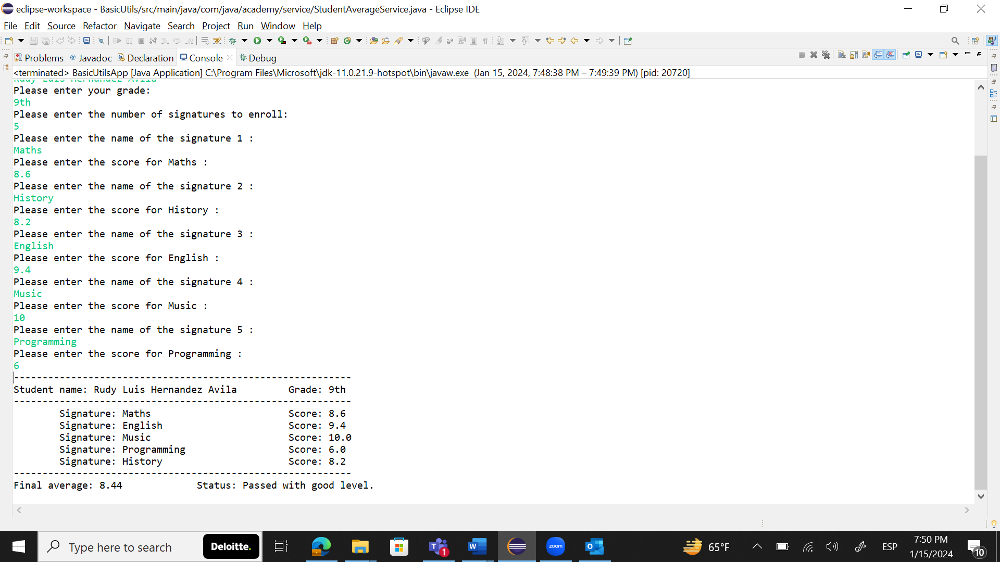 eclipse-workspace - BasicUtils/src/main/java/com/java/academy/service/StudentAverageService.java - Eclipse IDE
File Edit Source Refactor Navigate Search Project Run Window Help
Problems @ Javadoc Declaration Console Debug
<terminated> BasicUtilsApp [Java Application] C:\Program Files\Microsoft\jdk-11.0.21.9-hotspot\bin\javaw.exe (Jan 15, 2024, 7:48:38 PM – 7:49:39 PM) [pid: 20720]
Rudy Luis Hernandez Avila
Please enter your grade:
9th
Please enter the number of signatures to enroll:
5
Please enter the name of the signature 1 :
Maths
Please enter the score for Maths :
8.6
Please enter the name of the signature 2 :
History
Please enter the score for History :
8.2
Please enter the name of the signature 3 :
English
Please enter the score for English :
9.4
Please enter the name of the signature 4 :
Music
Please enter the score for Music :
10
Please enter the name of the signature 5 :
Programming
Please enter the score for Programming :
6
-----------------------------------------------------------
Student name: Rudy Luis Hernandez Avila Grade: 9th
-----------------------------------------------------------
Signature: Maths Score: 8.6
Signature: English Score: 9.4
Signature: Music Score: 10.0
Signature: Programming Score: 6.0
Signature: History Score: 8.2
-----------------------------------------------------------
Final average: 8.44 Status: Passed with good level.
Type here to search
Deloitte.
T 1
W
zoom
O
65°F
ESP
7:50 PM
1/15/2024
10